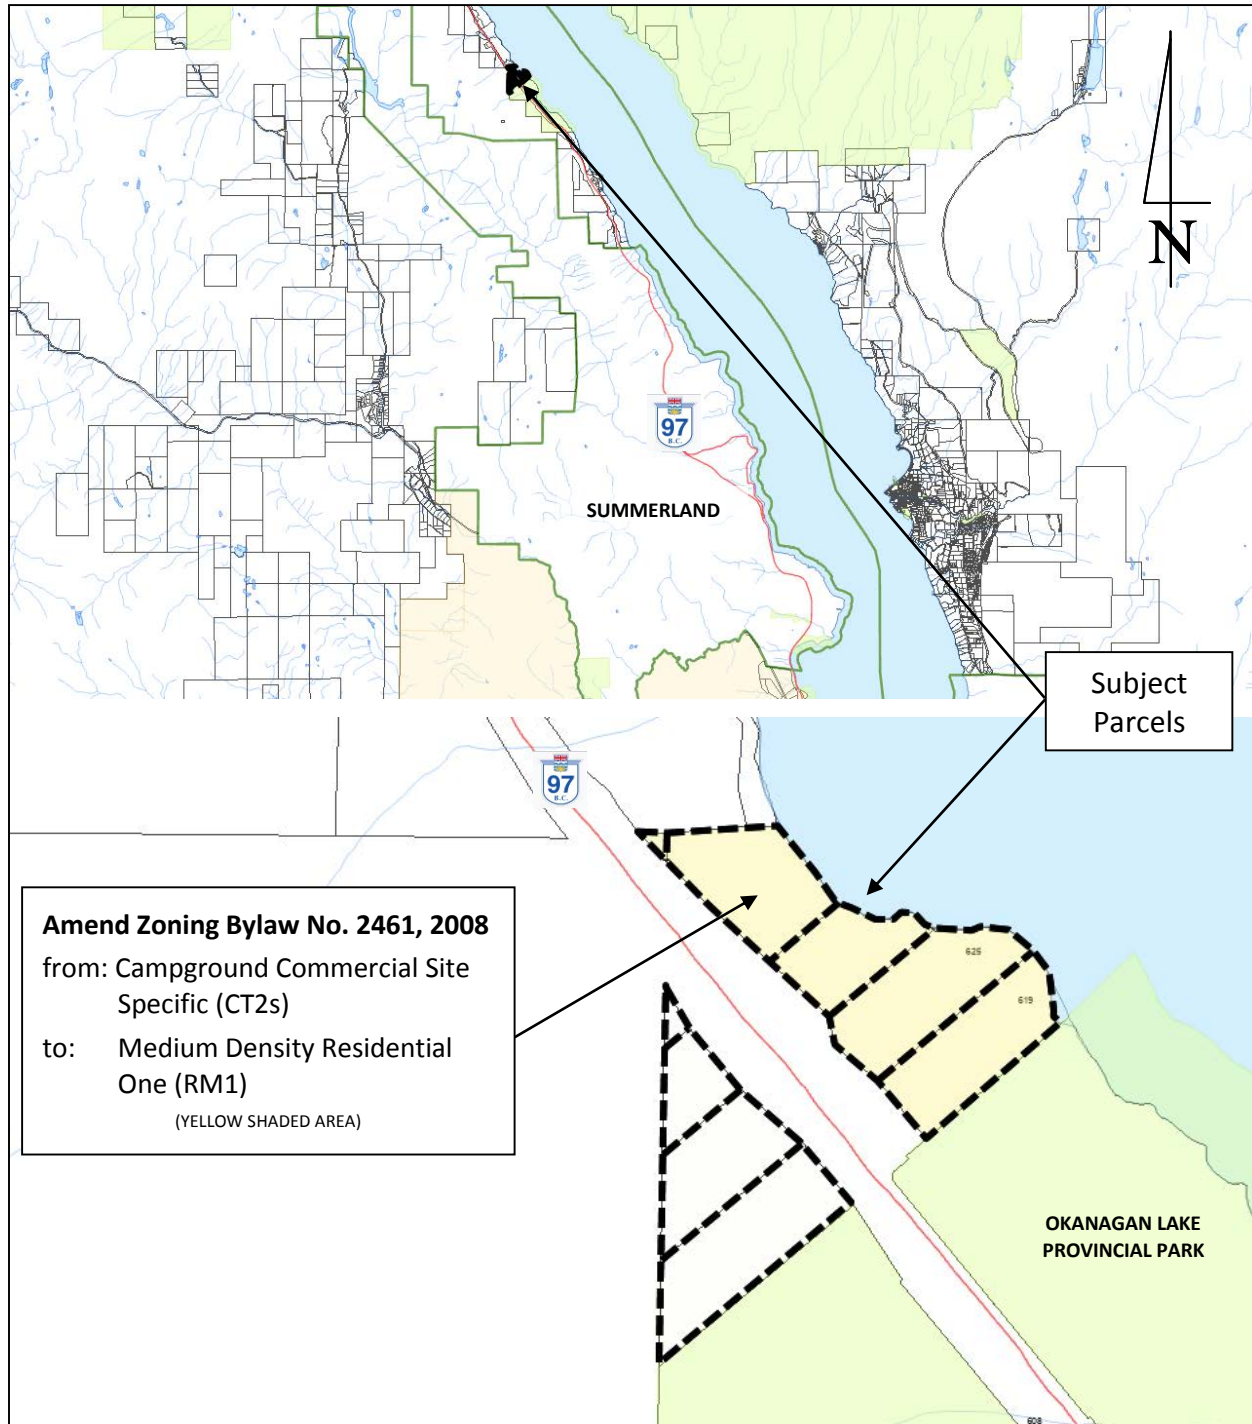 N
97
B.C.
SUMMERLAND
Subject
Parcels
97
B.C.
Amend Zoning Bylaw No. 2461, 2008
from: Campground Commercial Site
Specific (CT2s)
to: Medium Density Residential
One (RM1)
(YELLOW SHADED AREA)
625
619
OKANAGAN LAKE
PROVINCIAL PARK
608